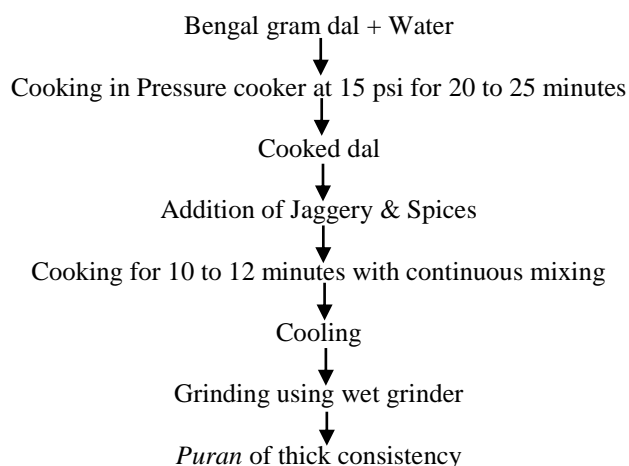 Bengal gram dal + Water
Cooking in Pressure cooker at 15 psi for 20 to 25 minutes
Cooked dal
Addition of Jaggery & Spices
Cooking for 10 to 12 minutes with continuous mixing
Cooling
Grinding using wet grinder
Puran of thick consistency